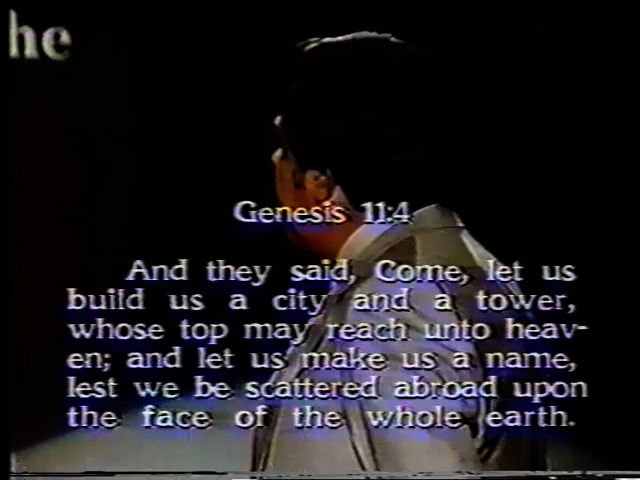 he
Genesis 11:4
And they said, Come, let us
build us a city and a tower,
whose top may reach unto heav-
en; and let us make us a name,
lest we be scattered abroad upon
the face of the whole earth.